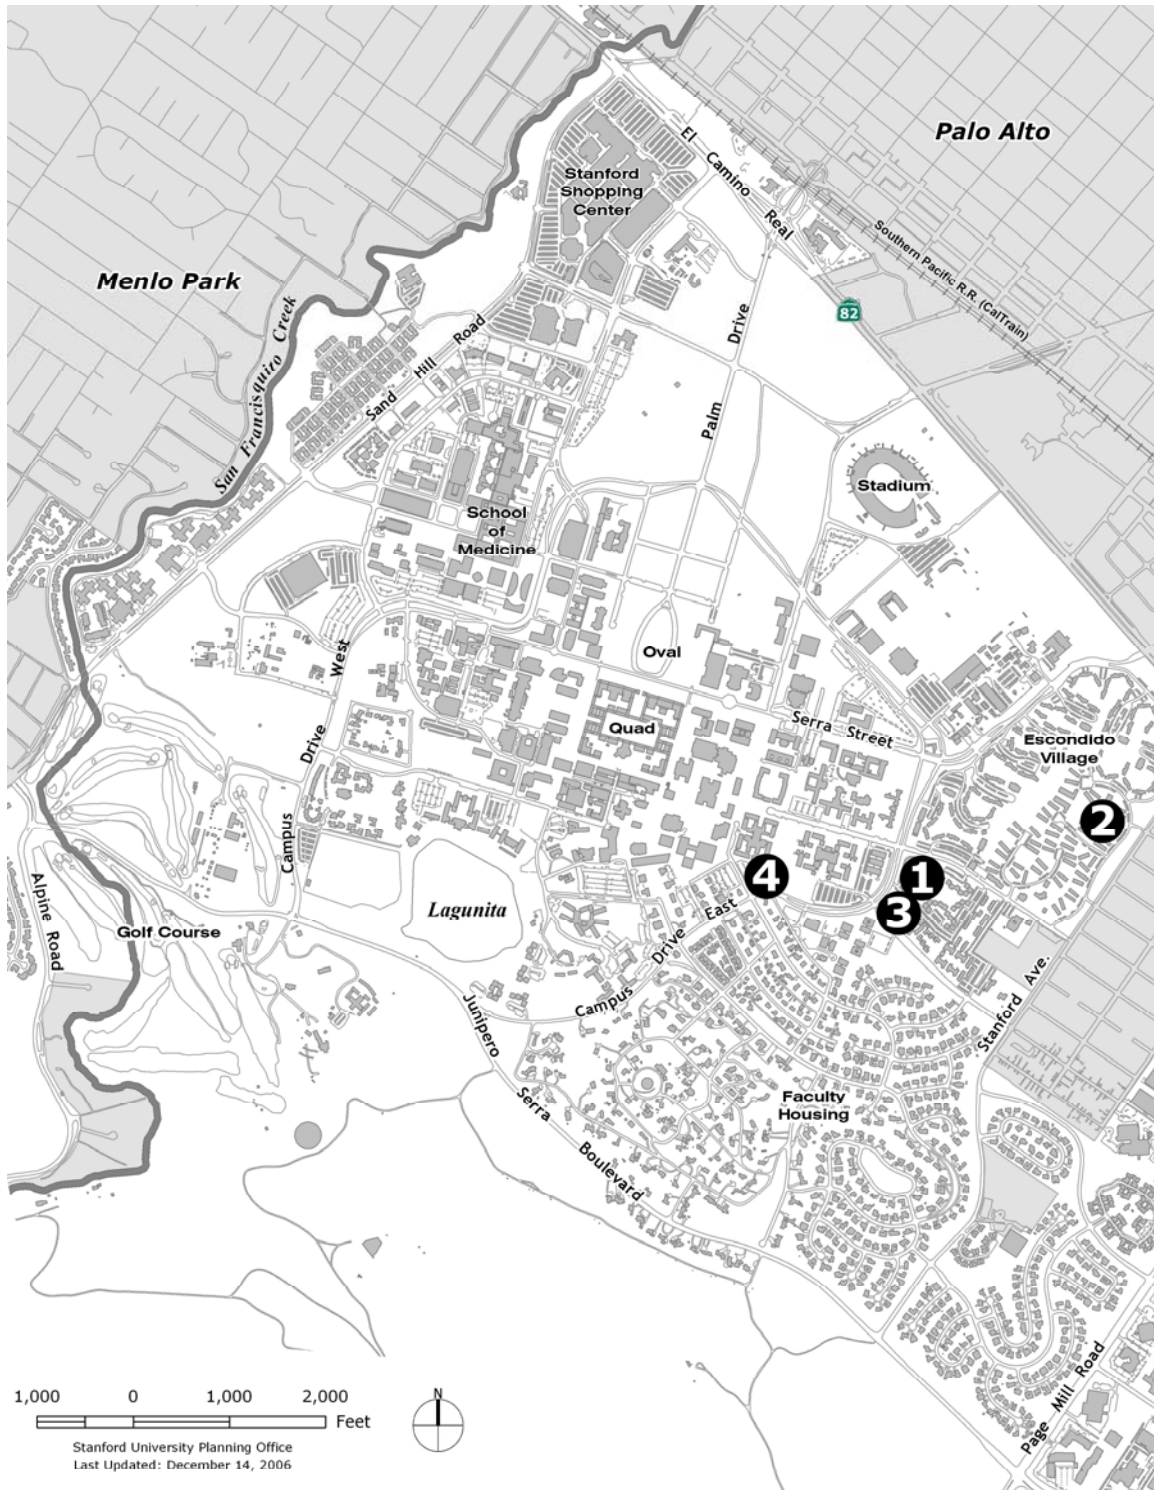 Palo Alto
El Camino Real
Stanford
Shopping
Center
Southern Pacific R.R. (CalTrain)
Menlo Park
San Francisquito Creek
82
Palm Drive
Sand Hill Road
Stadium
School
of
Medicine
Oval
Campus Drive West
Quad
Serra Street
Escondido
Village
2
4
1
3
Alpine Road
Golf Course
Lagunita
Campus Drive East
Stanford Ave.
Junipero Serra Boulevard
Faculty
Housing
Page Mill Road
1,000 0 1,000 2,000
Feet
N
Stanford University Planning Office
Last Updated: December 14, 2006